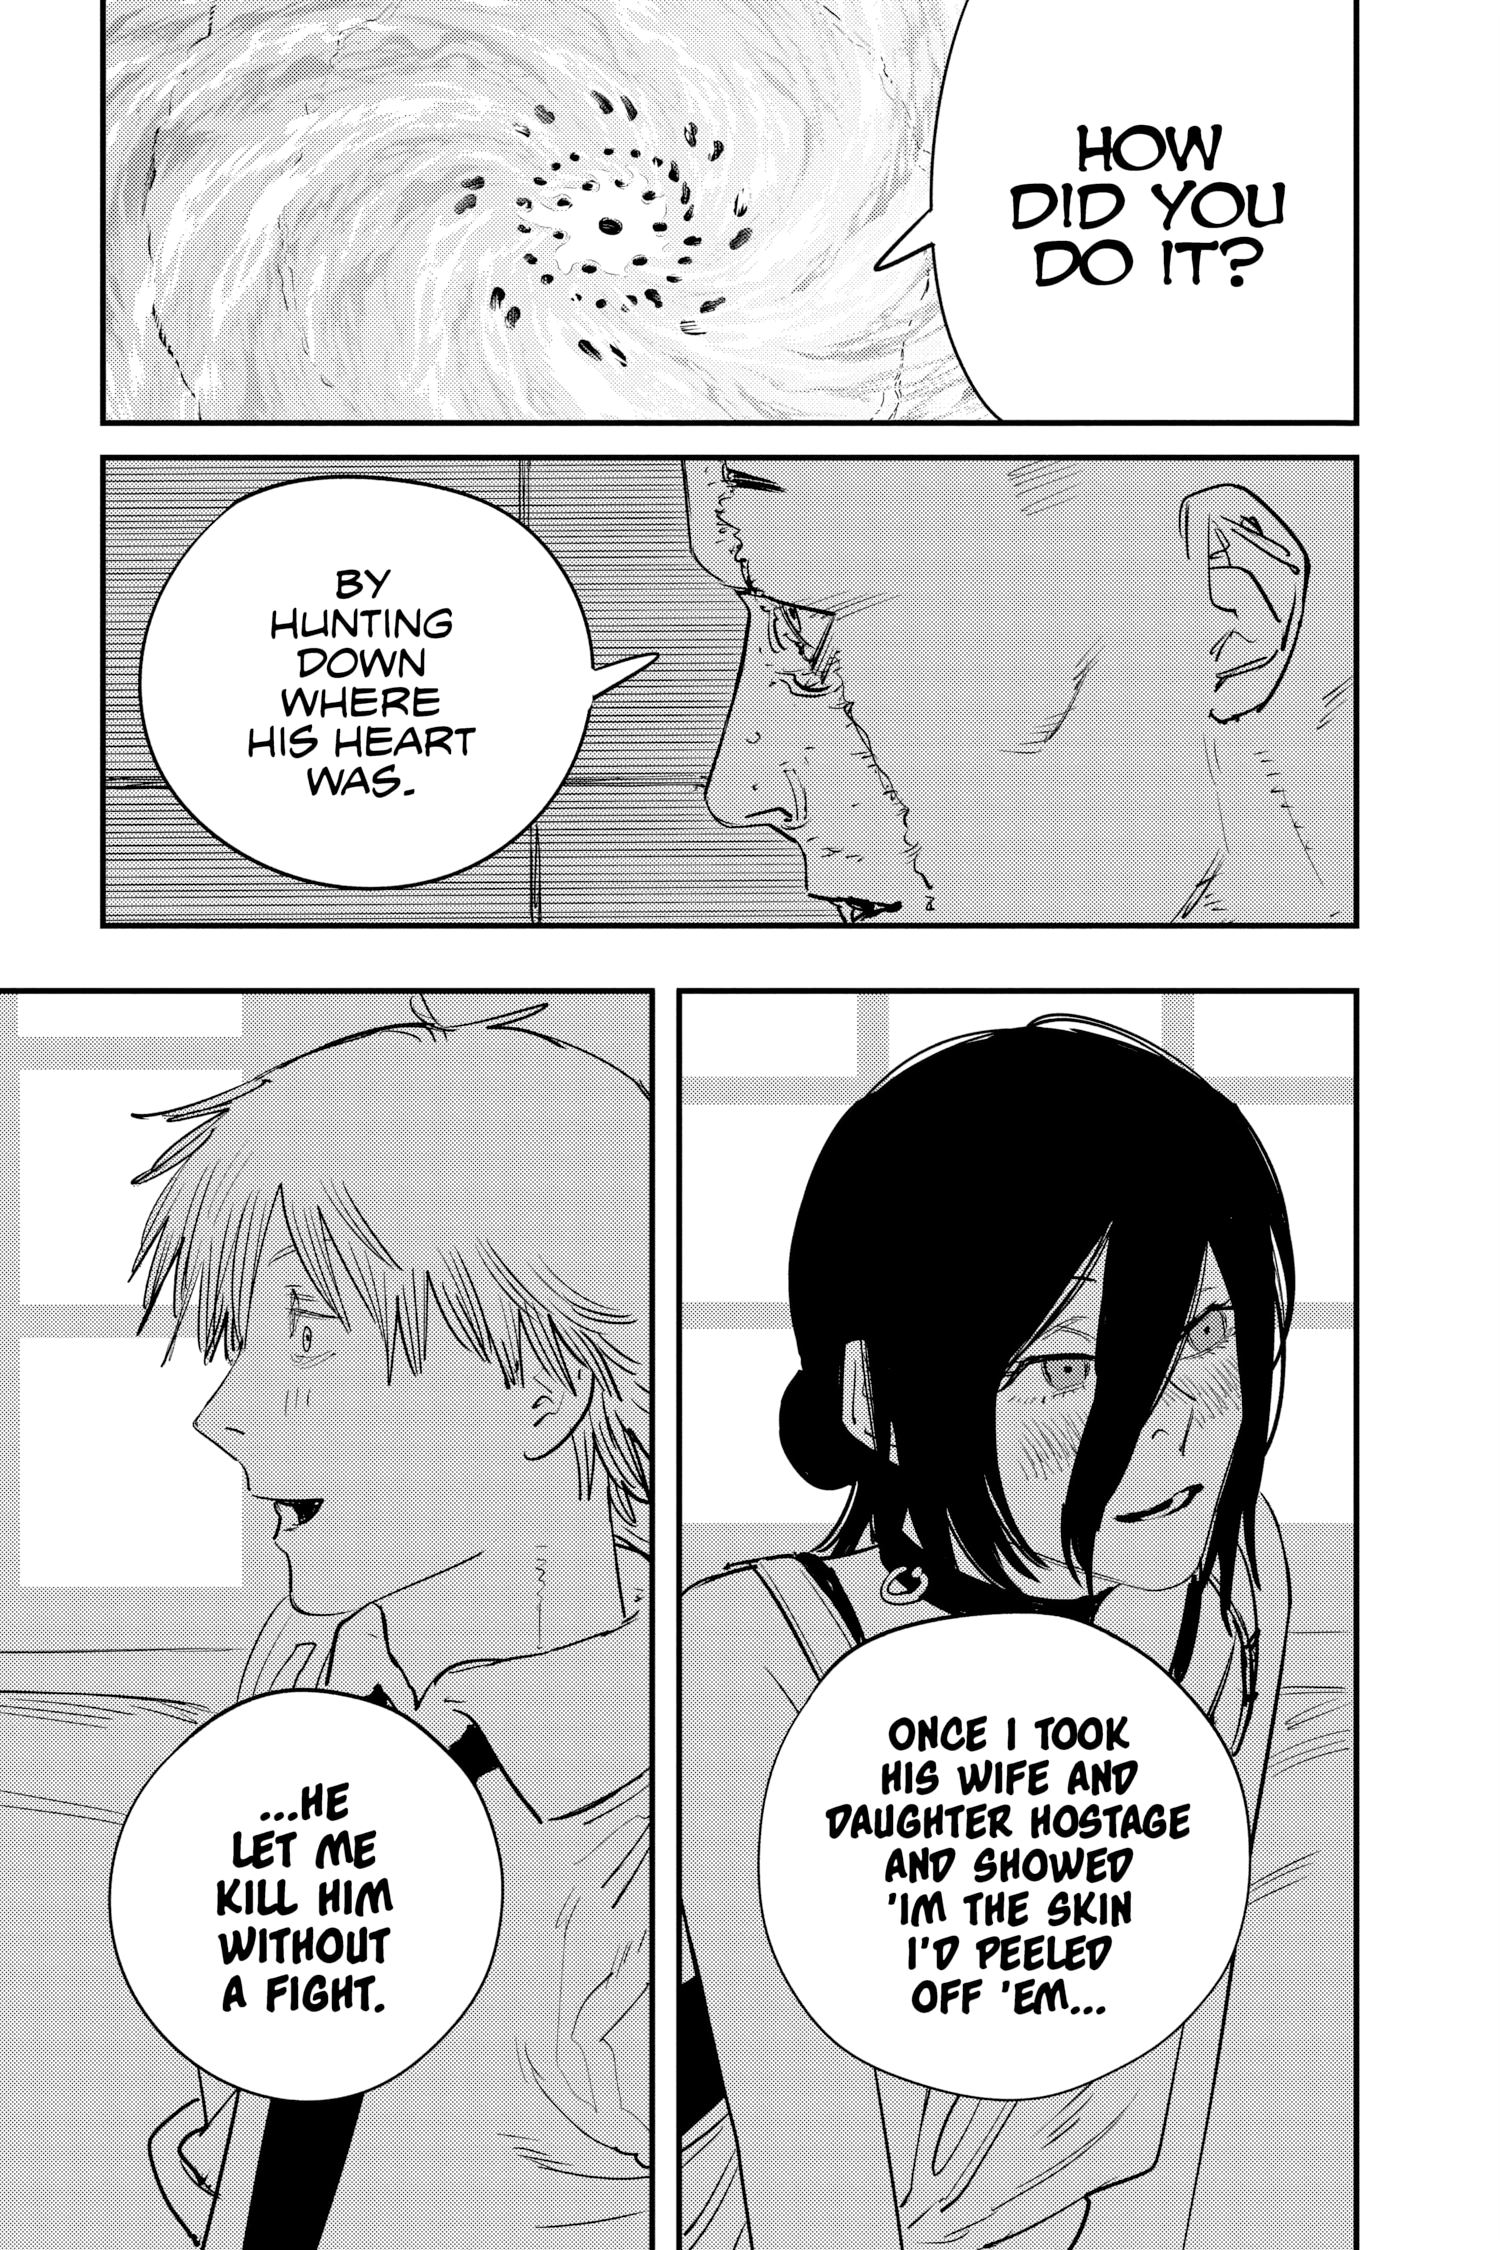 HOW
DID YOU
DO IT?
BY
HUNTING
DOWN
WHERE
HIS HEART
WAS.
ONCE I TOOK
HIS WIFE AND
DAUGHTER HOSTAGE
AND SHOWED
'IM THE SKIN
I'D PEELED
OFF 'EM...
...HE
LET ME
KILL HIM
WITHOUT
A FIGHT.